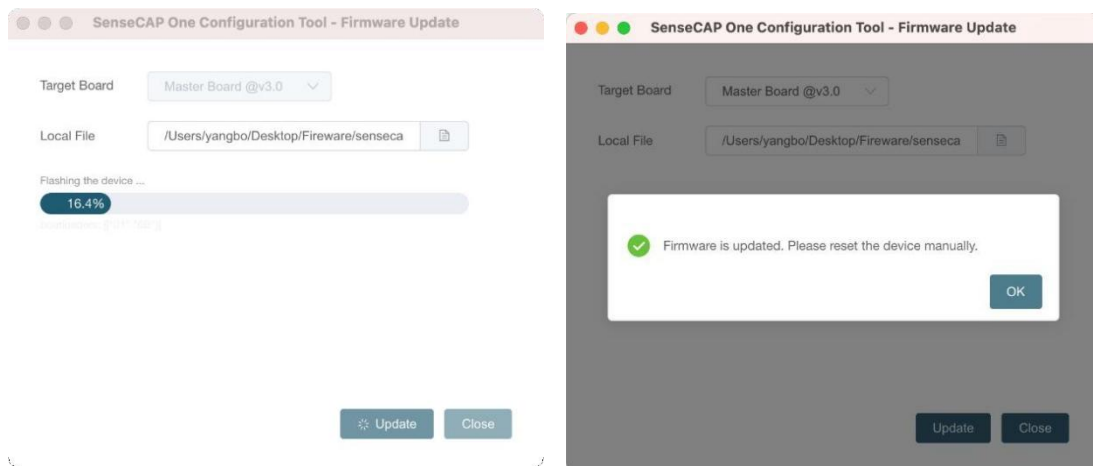 SenseCAP One Configuration Tool - Firmware Update
Target Board
Master Board @v3.0
Local File
/Users/yangbo/Desktop/Fireware/senseca
Flashing the device ...
16.4%
Update
Close
SenseCAP One Configuration Tool - Firmware Update
Target Board
Master Board @v3.0
Local File
/Users/yangbo/Desktop/Fireware/senseca
Firmware is updated. Please reset the device manually.
OK
Update
Close